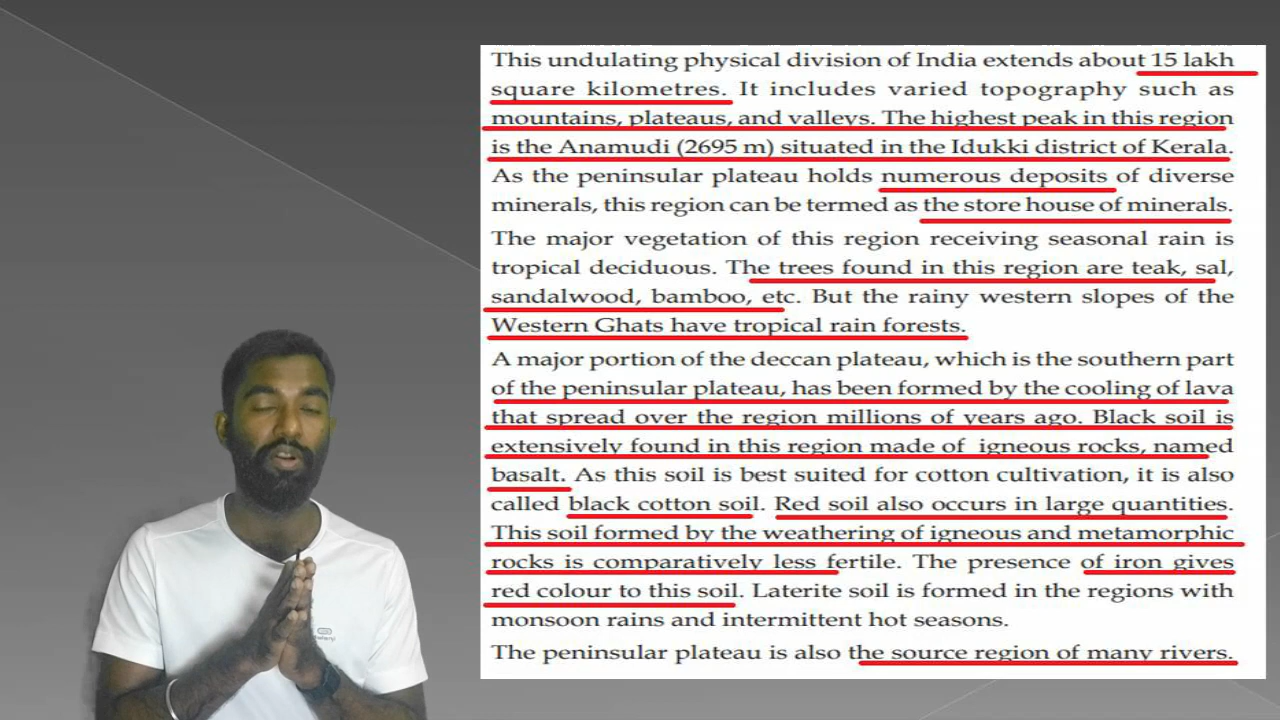 This undulating physical division of India extends about 15 lakh
square kilometres. It includes varied topography such as
mountains, plateaus, and valleys. The highest peak in this region
is the Anamudi (2695 m) situated in the Idukki district of Kerala.
As the peninsular plateau holds numerous deposits of diverse
minerals, this region can be termed as the store house of minerals.
The major vegetation of this region receiving seasonal rain is
tropical deciduous. The trees found in this region are teak, sal,
sandalwood, bamboo, etc. But the rainy western slopes of the
Western Ghats have tropical rain forests.
A major portion of the deccan plateau, which is the southern part
of the peninsular plateau, has been formed by the cooling of lava
that spread over the region millions of years ago. Black soil is
extensively found in this region made of igneous rocks, named
basalt. As this soil is best suited for cotton cultivation, it is also
called black cotton soil. Red soil also occurs in large quantities.
This soil formed by the weathering of igneous and metamorphic
rocks is comparatively less fertile. The presence of iron gives
red colour to this soil. Laterite soil is formed in the regions with
monsoon rains and intermittent hot seasons.
The peninsular plateau is also the source region of many rivers.